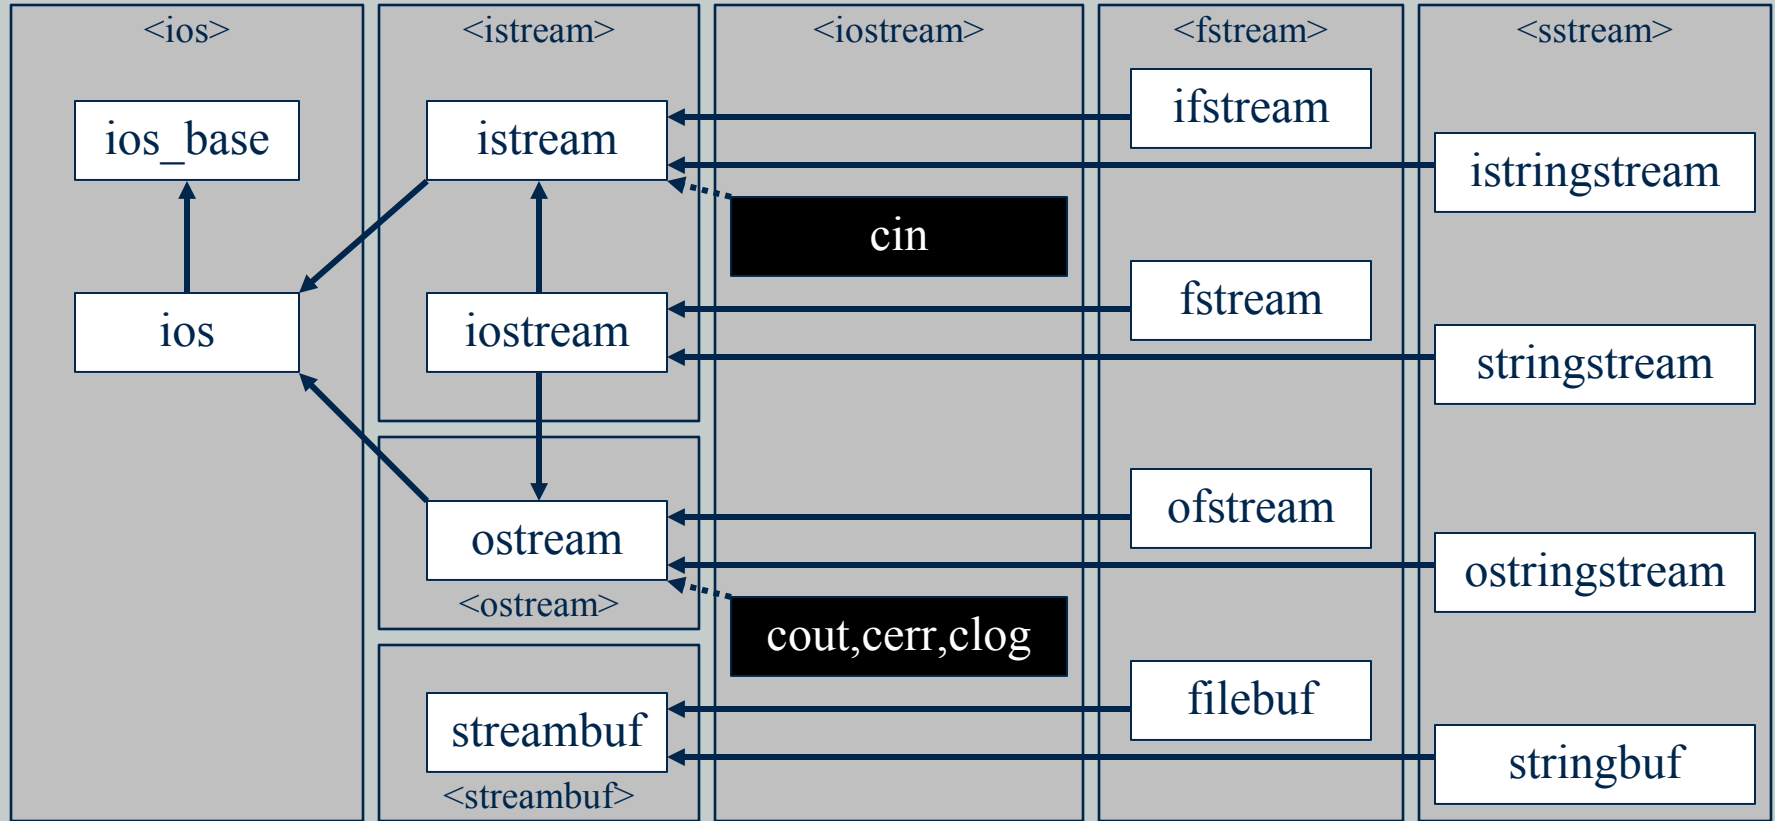 <ios>
<istream>
<iostream>
<fstream>
<sstream>
ios_base
istream
ifstream
istringstream
cin
ios
iostream
fstream
stringstream
ostream
ofstream
ostringstream
<ostream>
cout,cerr,clog
streambuf
filebuf
stringbuf
<streambuf>